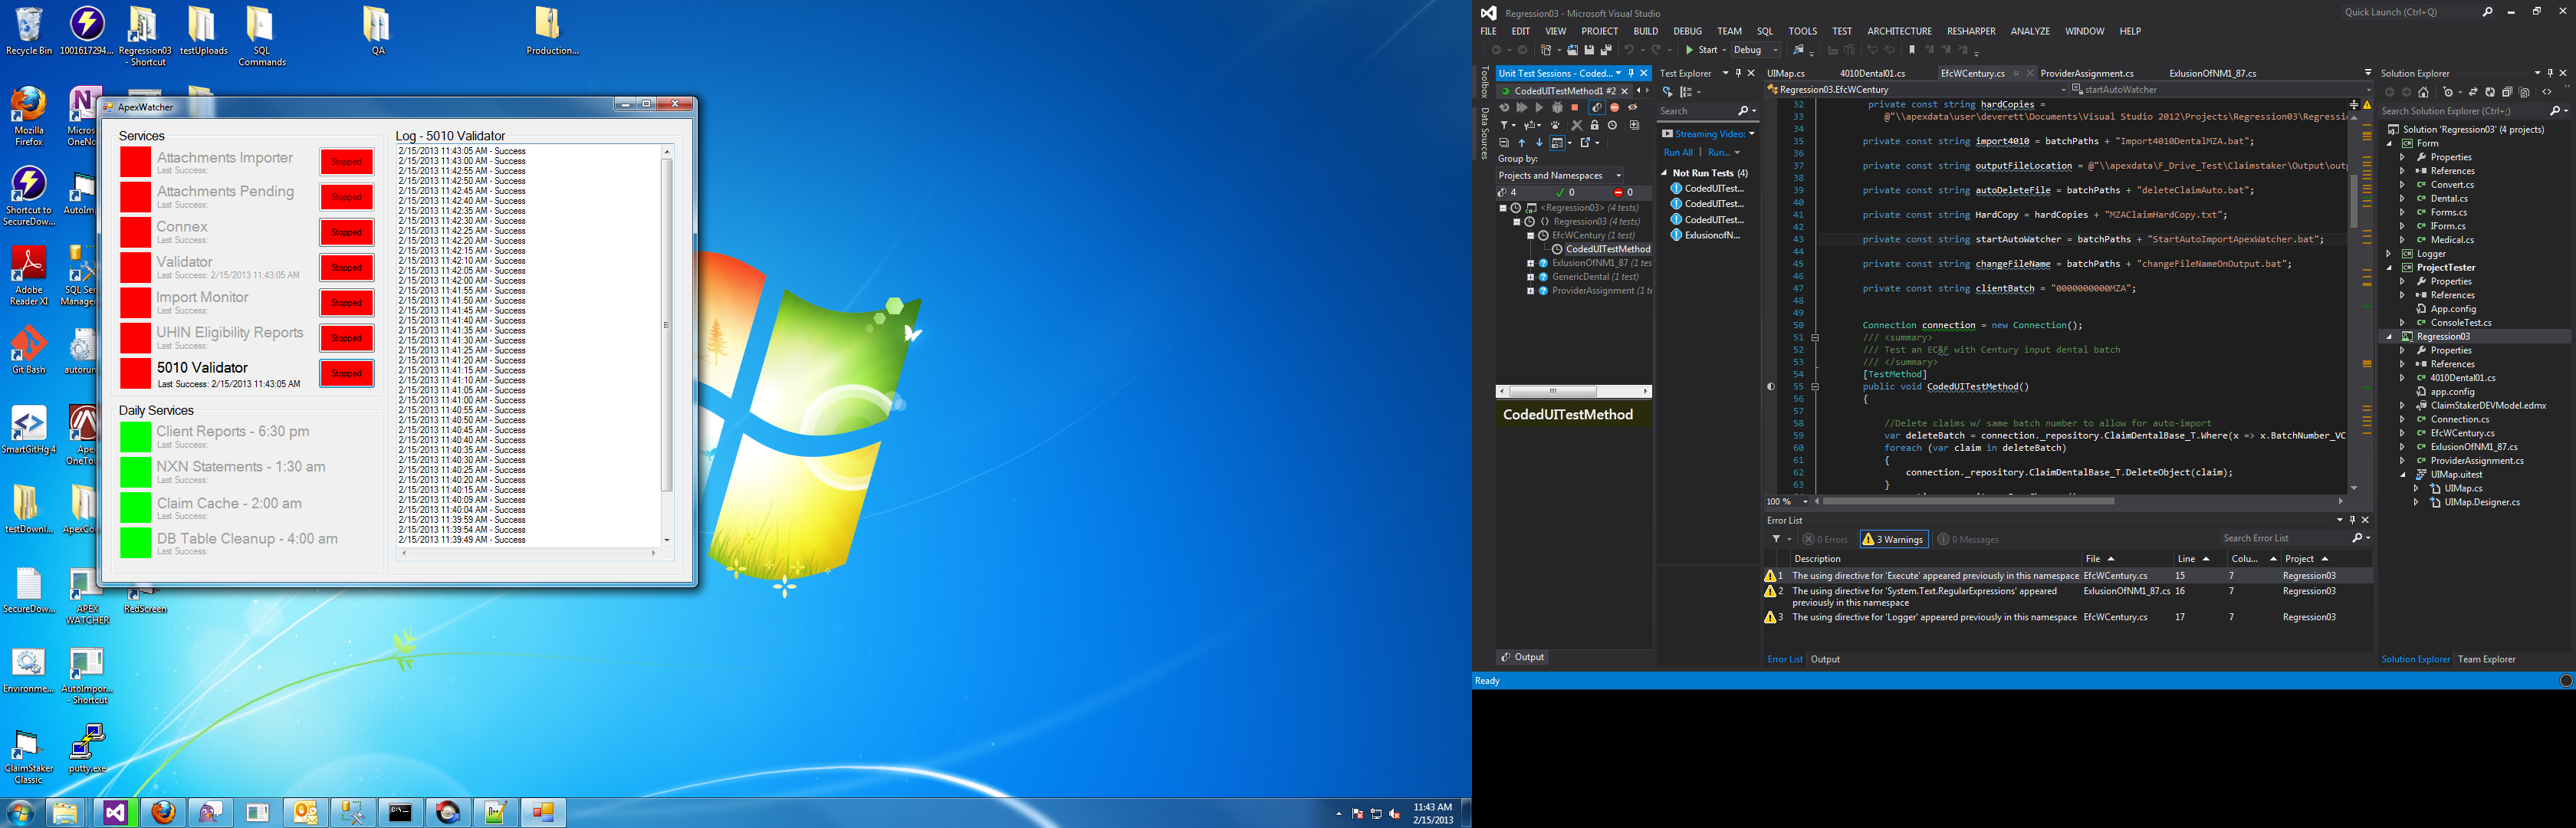 Recycle Bin
1001617294...
Regression03 - Shortcut
testUploads
SQL Commands
QA
Production...
Mozilla Firefox
Shortcut to SecureDow...
Adobe Reader XI
Git Bash
SmartGitHg 4
testDownl...
SecureDow...
APEX WATCHER
RedScreen
Environme...
AutoImpor... - Shortcut
ClaimStaker Classic
putty.exe
ApexWatcher
Services
Attachments Importer
Last Success:
Stopped
Attachments Pending
Last Success:
Stopped
Connex
Last Success:
Stopped
Validator
Last Success: 2/15/2013 11:43:05 AM
Stopped
Import Monitor
Last Success:
Stopped
UHIN Eligibility Reports
Last Success:
Stopped
5010 Validator
Last Success: 2/15/2013 11:43:05 AM
Stopped
Daily Services
Client Reports - 6:30 pm
Last Success:
NXN Statements - 1:30 am
Last Success:
Claim Cache - 2:00 am
Last Success:
DB Table Cleanup - 4:00 am
Last Success:
Log - 5010 Validator
2/15/2013 11:43:05 AM - Success
2/15/2013 11:43:00 AM - Success
2/15/2013 11:42:55 AM - Success
2/15/2013 11:42:50 AM - Success
2/15/2013 11:42:45 AM - Success
2/15/2013 11:42:40 AM - Success
2/15/2013 11:42:35 AM - Success
2/15/2013 11:42:30 AM - Success
2/15/2013 11:42:25 AM - Success
2/15/2013 11:42:20 AM - Success
2/15/2013 11:42:15 AM - Success
2/15/2013 11:42:10 AM - Success
2/15/2013 11:42:05 AM - Success
2/15/2013 11:42:00 AM - Success
2/15/2013 11:41:55 AM - Success
2/15/2013 11:41:50 AM - Success
2/15/2013 11:41:45 AM - Success
2/15/2013 11:41:40 AM - Success
2/15/2013 11:41:35 AM - Success
2/15/2013 11:41:30 AM - Success
2/15/2013 11:41:25 AM - Success
2/15/2013 11:41:20 AM - Success
2/15/2013 11:41:15 AM - Success
2/15/2013 11:41:10 AM - Success
2/15/2013 11:41:05 AM - Success
2/15/2013 11:41:00 AM - Success
2/15/2013 11:40:55 AM - Success
2/15/2013 11:40:50 AM - Success
2/15/2013 11:40:45 AM - Success
2/15/2013 11:40:40 AM - Success
2/15/2013 11:40:35 AM - Success
2/15/2013 11:40:30 AM - Success
2/15/2013 11:40:25 AM - Success
2/15/2013 11:40:20 AM - Success
2/15/2013 11:40:15 AM - Success
2/15/2013 11:40:09 AM - Success
2/15/2013 11:40:04 AM - Success
2/15/2013 11:39:59 AM - Success
2/15/2013 11:39:54 AM - Success
2/15/2013 11:39:49 AM - Success
11:43 AM
2/15/2013
Regression03 - Microsoft Visual Studio
Quick Launch (Ctrl+Q)
FILE EDIT VIEW PROJECT BUILD DEBUG TEAM SQL TOOLS TEST ARCHITECTURE RESHARPER ANALYZE WINDOW HELP
Start Debug
Toolbox
Data Sources
Unit Test Sessions - Coded...
CodedUITestMethod1 #2
Group by:
Projects and Namespaces
4 0 0
<Regression03> (4 tests)
Regression03 (4 tests)
EfcWCentury (1 test)
CodedUITestMethod
ExlusionOfNM1_87 (1 tes
GenericDental (1 test)
ProviderAssignment (1 te
CodedUITestMethod
Output
Test Explorer
Search
Streaming Video:
Run All | Run...
Not Run Tests (4)
CodedUITest...
CodedUITest...
CodedUITest...
ExlusionofN...
UIMap.cs 4010Dental01.cs EfcWCentury.cs ProviderAssignment.cs ExlusionOfNM1_87.cs
Regression03.EfcWCentury startAutoWatcher
32 private const string hardCopies =
33 @"\\apexdata\user\deverett\Documents\Visual Studio 2012\Projects\Regression03\Regressio
34
35 private const string import4010 = batchPaths + "Import4010DentalMZA.bat";
36
37 private const string outputFileLocation = @"\\apexdata\F_Drive_Test\Claimstaker\Output\outp
38
39 private const string autoDeleteFile = batchPaths + "deleteClaimAuto.bat";
40
41 private const string HardCopy = hardCopies + "MZAClaimHardCopy.txt";
42
43 private const string startAutoWatcher = batchPaths + "StartAutoImportApexWatcher.bat";
44
45 private const string changeFileName = batchPaths + "changeFileNameOnOutput.bat";
46
47 private const string clientBatch = "0000000000MZA";
48
49
50 Connection connection = new Connection();
51 /// <summary>
52 /// Test an EC&F with Century input dental batch
53 /// </summary>
54 [TestMethod]
55 public void CodedUITestMethod()
56 {
57
58 //Delete claims w/ same batch number to allow for auto-import
59 var deleteBatch = connection._repository.ClaimDentalBase_T.Where(x => x.BatchNumber_VC
60 foreach (var claim in deleteBatch)
61 {
62 connection._repository.ClaimDentalBase_T.DeleteObject(claim);
63 }
100 %
Error List
0 Errors 3 Warnings 0 Messages
Search Error List
Description File Line Colu... Project
1 The using directive for 'Execute' appeared previously in this namespace EfcWCentury.cs 15 7 Regression03
2 The using directive for 'System.Text.RegularExpressions' appeared previously in this namespace ExlusionOfNM1_87.cs 16 7 Regression03
3 The using directive for 'Logger' appeared previously in this namespace EfcWCentury.cs 17 7 Regression03
Error List Output
Solution Explorer
Search Solution Explorer (Ctrl+;)
Solution 'Regression03' (4 projects)
Form
Properties
References
Convert.cs
Dental.cs
Forms.cs
IForm.cs
Medical.cs
Logger
ProjectTester
Properties
References
App.config
ConsoleTest.cs
Regression03
Properties
References
4010Dental01.cs
app.config
ClaimStakerDEVModel.edmx
Connection.cs
EfcWCentury.cs
ExlusionOfNM1_87.cs
ProviderAssignment.cs
UIMap.uitest
UIMap.cs
UIMap.Designer.cs
Solution Explorer Team Explorer
Ready